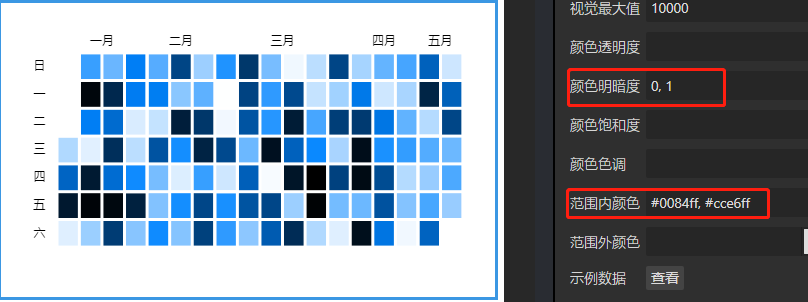 一月 二月 三月 四月 五月
日
一
二
三
四
五
六
视觉最大值 10000
颜色透明度
颜色明暗度 0, 1
颜色饱和度
颜色色调
范围内颜色 #0084ff, #cce6ff
范围外颜色
示例数据 查看